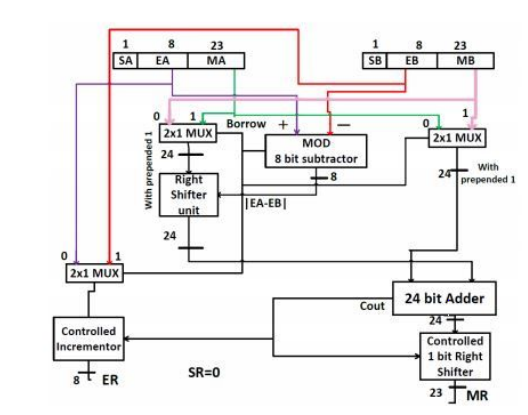 1 8 23
SA EA MA
1 8 23
SB EB MB
0 1
2x1 MUX
Borrow + —
0 1
2x1 MUX
MOD
8 bit subtractor
With prepended 1
24
8
24
With
prepended 1
Right
Shifter
unit
|EA-EB|
24
0 1
2x1 MUX
24 bit Adder
Cout
24
Controlled
Incrementor
Controlled
1 bit Right
Shifter
8 ER
SR=0
23 MR